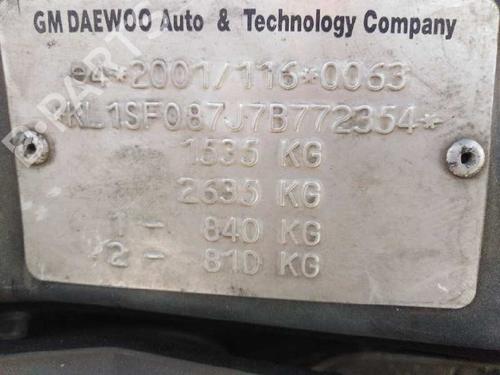 GM DAEWOO Auto & Technology Company
e4*2001/116*0063
*KL1SF087J7B772354*
1535 KG
2635 KG
1- 840 KG
2- 810 KG